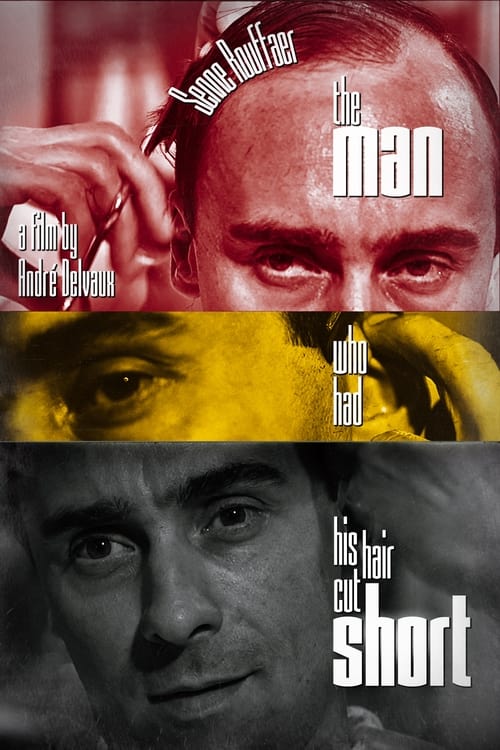 Senne Rouffaer
the
man
a film by
André Delvaux
who
had
his hair
cut
short